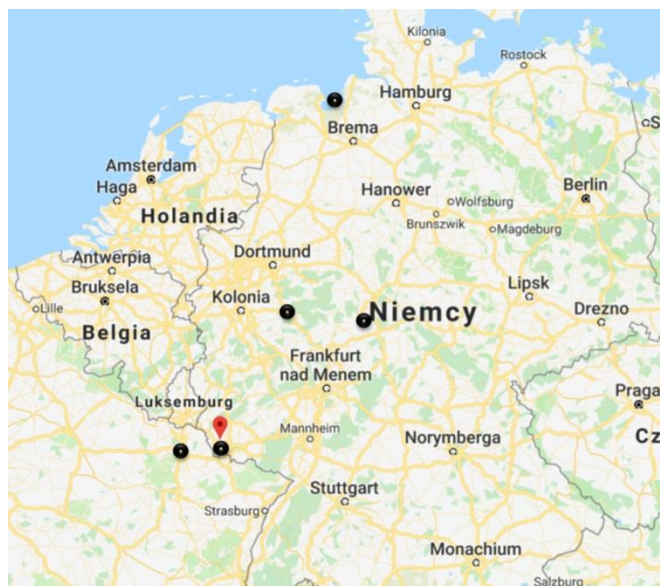 Kilonia
Rostock
Hamburg
Brema
Amsterdam
Haga
Holandia
Hanower
Wolfsburg
Brunszwik
Magdeburg
Berlin
Antwerpia
Bruksela
Lille
Belgia
Dortmund
Kolonia
Niemcy
Lipsk
Drezno
Frankfurt
nad Menem
Luksemburg
Praga
Cz
Mannheim
Norymberga
Strasburg
Stuttgart
Monachium
Salzburg
S